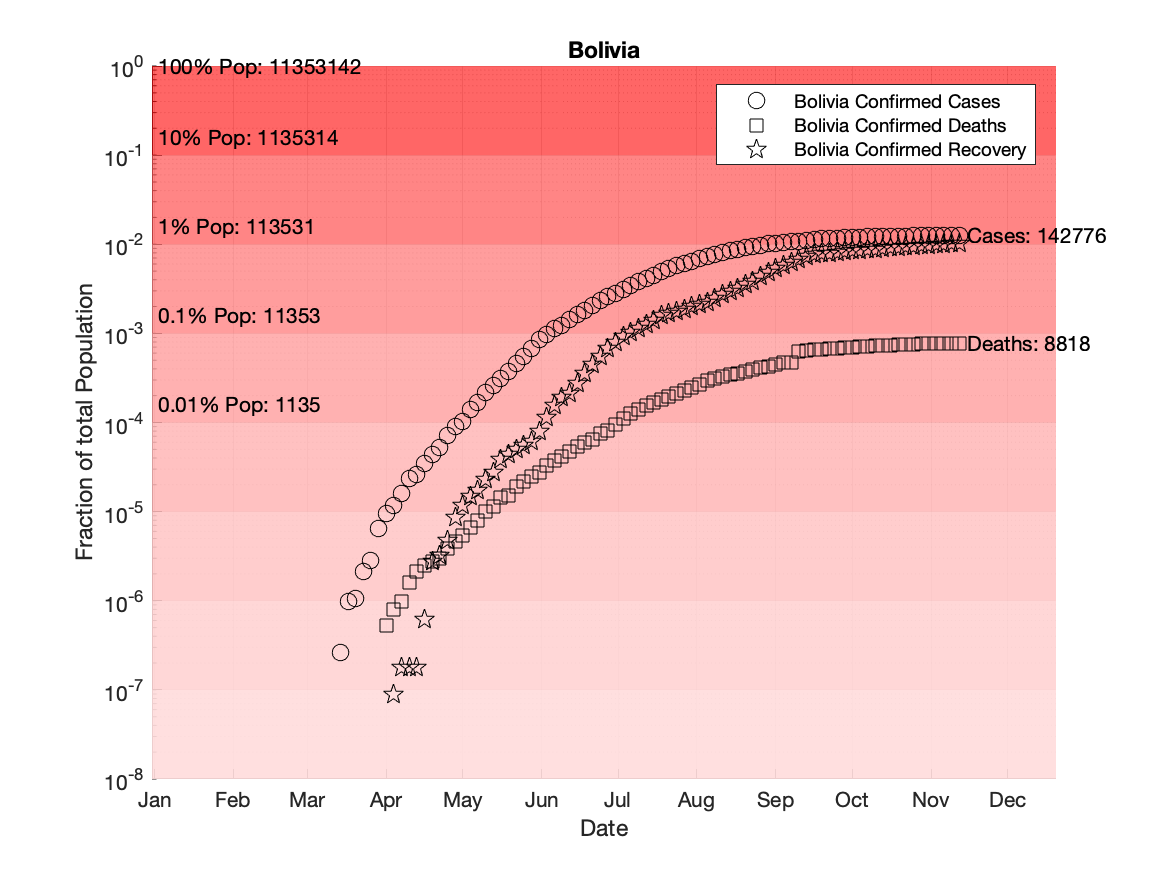 Bolivia
10^0
100% Pop: 11353142
Bolivia Confirmed Cases
Bolivia Confirmed Deaths
Bolivia Confirmed Recovery
10% Pop: 1135314
10^-1
1% Pop: 113531
10^-2
Cases: 142776
0.1% Pop: 11353
10^-3
Deaths: 8818
0.01% Pop: 1135
10^-4
10^-5
10^-6
10^-7
10^-8
Fraction of total Population
Jan Feb Mar Apr May Jun Jul Aug Sep Oct Nov Dec
Date